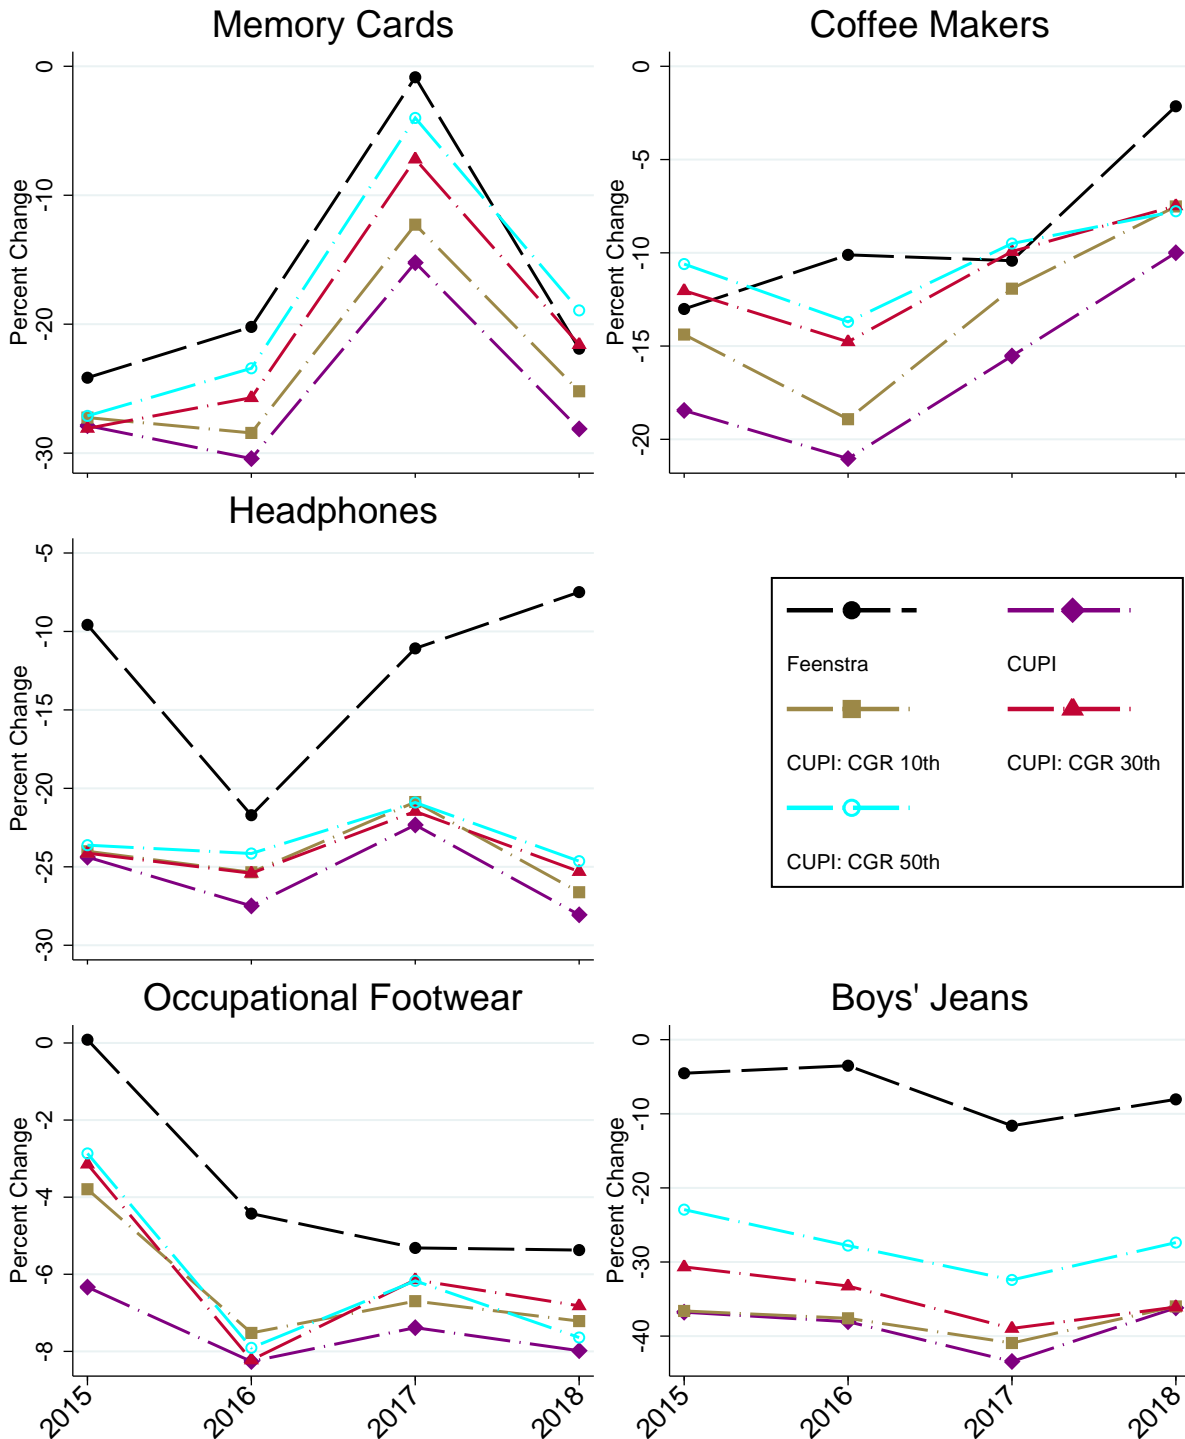 Memory Cards
Percent Change
0
-10
-20
-30
Coffee Makers
Percent Change
0
-5
-10
-15
-20
Headphones
Percent Change
-5
-10
-15
-20
-25
-30
Feenstra
CUPI
CUPI: CGR 10th
CUPI: CGR 30th
CUPI: CGR 50th
Occupational Footwear
Percent Change
0
-2
-4
-6
-8
2015
2016
2017
2018
Boys' Jeans
Percent Change
0
-10
-20
-30
-40
2015
2016
2017
2018